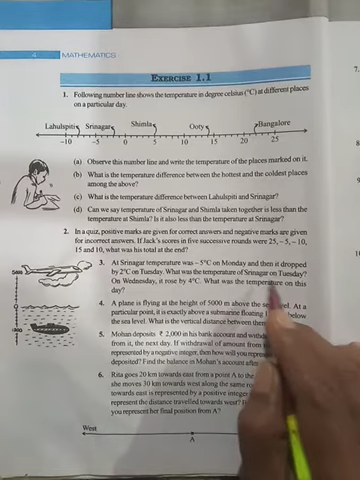 4 MATHEMATICS
EXERCISE 1.1
1. Following number line shows the temperature in degree celsius (°C) at different places
on a particular day.
Lahulspiti Srinagar Shimla Ooty Bangalore
–10 –5 0 5 10 15 20 25
(a) Observe this number line and write the temperature of the places marked on it.
(b) What is the temperature difference between the hottest and the coldest places
among the above?
(c) What is the temperature difference between Lahulspiti and Srinagar?
(d) Can we say temperature of Srinagar and Shimla taken together is less than the
temperature at Shimla? Is it also less than the temperature at Srinagar?
2. In a quiz, positive marks are given for correct answers and negative marks are given
for incorrect answers. If Jack's scores in five successive rounds were 25, – 5, – 10,
15 and 10, what was his total at the end?
3. At Srinagar temperature was – 5°C on Monday and then it dropped
by 2°C on Tuesday. What was the temperature of Srinagar on Tuesday?
On Wednesday, it rose by 4°C. What was the temperature on this
day?
4. A plane is flying at the height of 5000 m above the level. At a
particular point, it is exactly above a submarine floating below
the sea level. What is the vertical distance between
5. Mohan deposits ₹ 2,000 in his bank account and
from it, the next day. If withdrawal of amount from
represented by a negative integer, then how will you
deposited? Find the balance in Mohan's account
6. Rita goes 20 km towards east from a point A to the
she moves 30 km towards west along the same
towards east is represented by a positive integer
represent the distance travelled towards west?
you represent her final position from A?
West
A
5000
0
7.
8